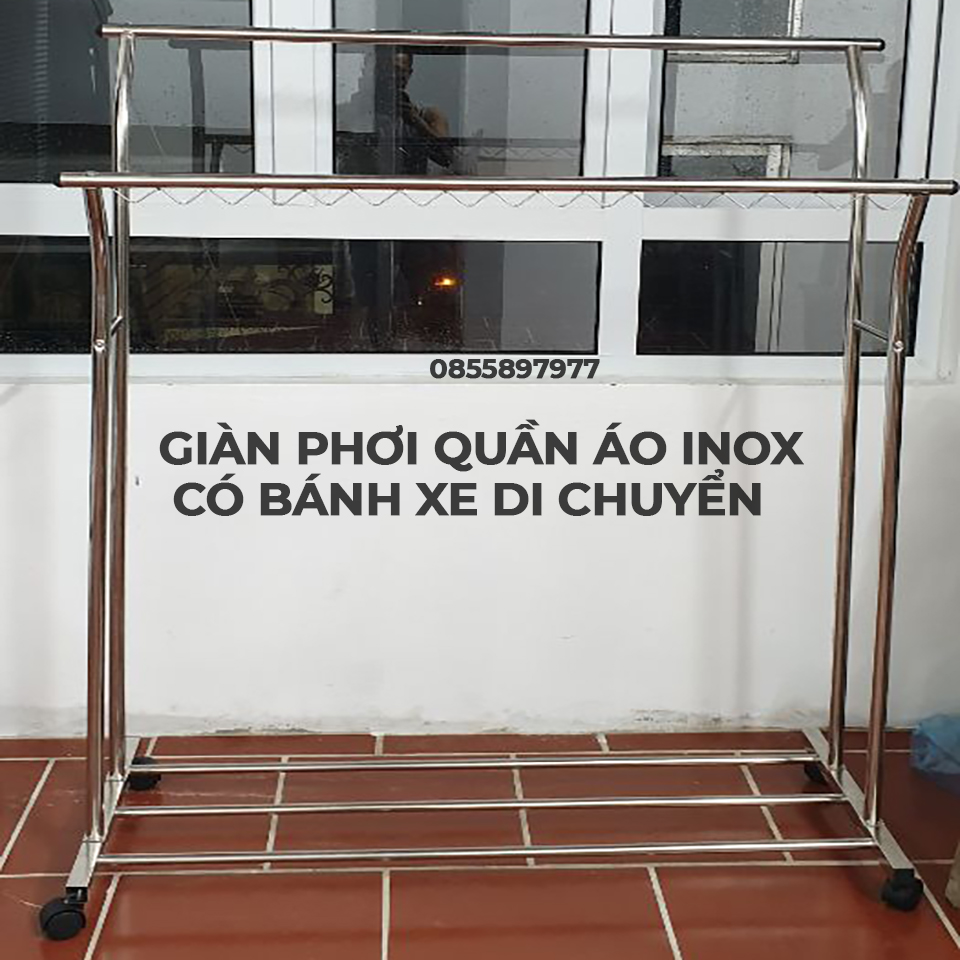 0855897977
GIÀN PHƠI QUẦN ÁO INOX
CÓ BÁNH XE DI CHUYỂN